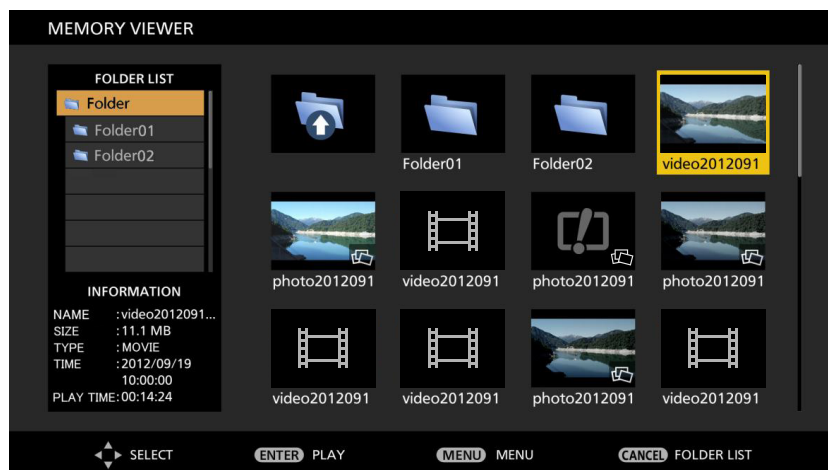 MEMORY VIEWER
FOLDER LIST
Folder
Folder01
Folder02
INFORMATION
NAME :video2012091...
SIZE :11.1 MB
TYPE :MOVIE
TIME :2012/09/19
10:00:00
PLAY TIME:00:14:24
Folder01 Folder02 video2012091
photo2012091 video2012091 photo2012091 photo2012091
video2012091 video2012091 photo2012091 video2012091
SELECT ENTER PLAY MENU MENU CANCEL FOLDER LIST